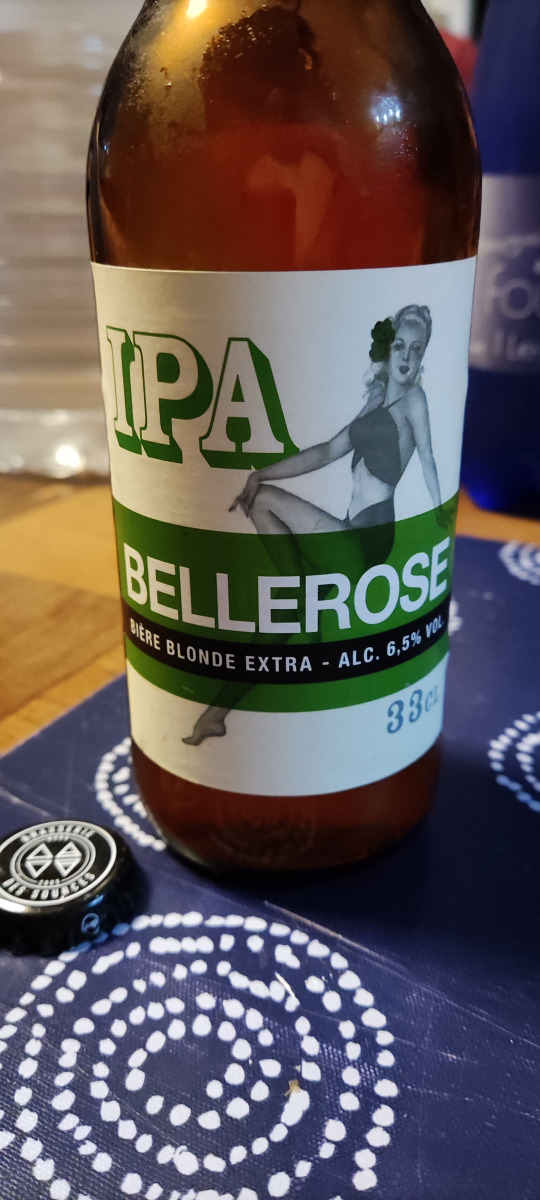 IPA
BELLEROSE
BIÈRE BLONDE EXTRA - ALC. 6,5% VOL.
33CL
BRASSERIE
DES SOURCES